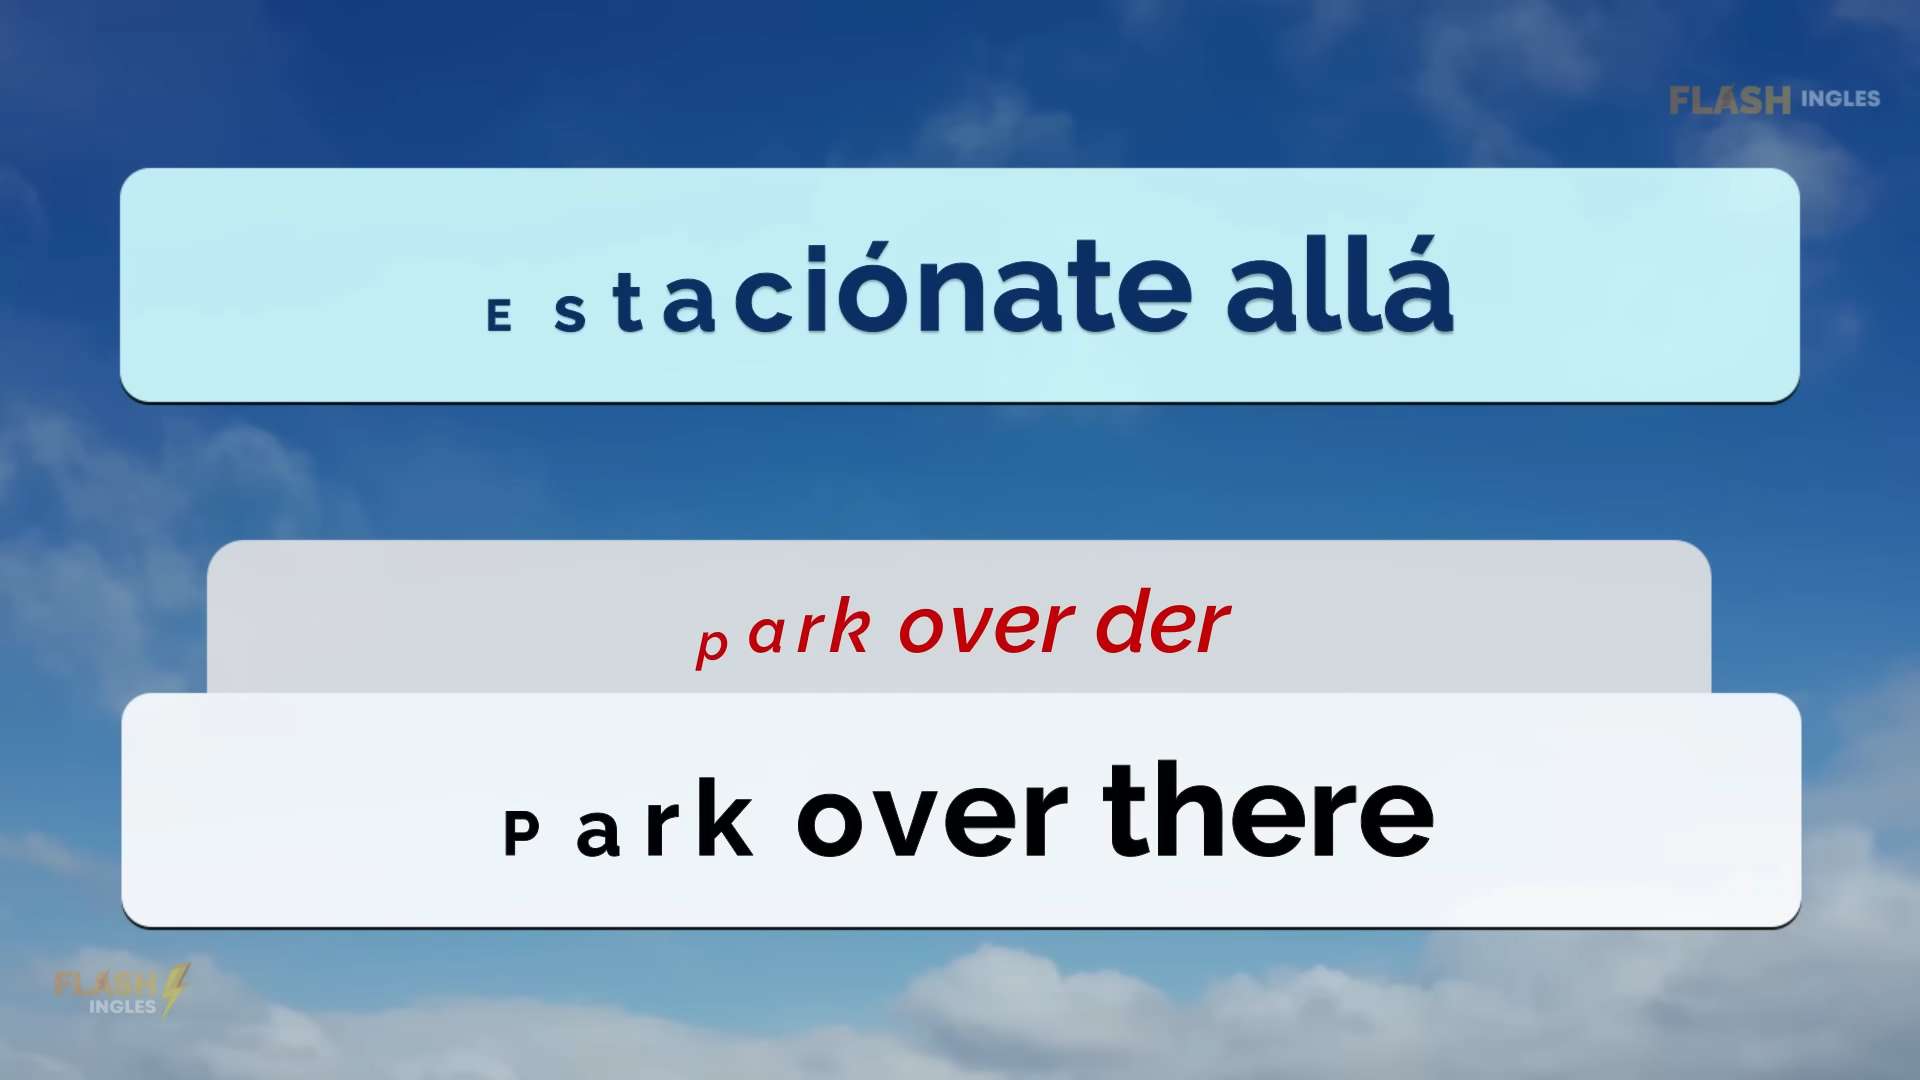 FLASH INGLES
Estaciónate allá
park over der
Park over there
FLASH
INGLES